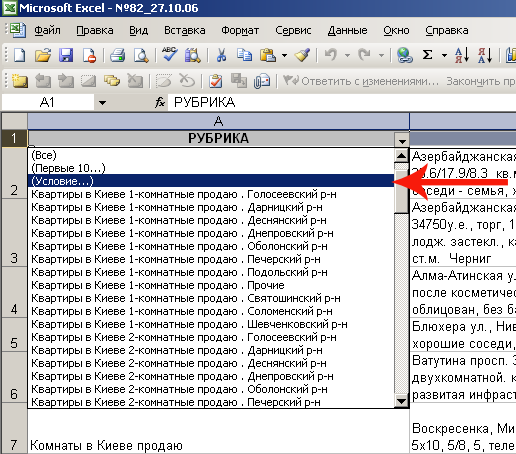 Microsoft Excel - №82_27.10.06
Файл Правка Вид Вставка Формат Сервис Данные Окно Справка
Ответить с изменениями... Закончить пр
A1 fx РУБРИКА
A
1 РУБРИКА
(Все)
(Первые 10...)
(Условие...)
Квартиры в Киеве 1-комнатные продаю . Голосеевский р-н
Квартиры в Киеве 1-комнатные продаю . Дарницкий р-н
Квартиры в Киеве 1-комнатные продаю . Деснянский р-н
Квартиры в Киеве 1-комнатные продаю . Днепровский р-н
Квартиры в Киеве 1-комнатные продаю . Оболонский р-н
Квартиры в Киеве 1-комнатные продаю . Печерский р-н
Квартиры в Киеве 1-комнатные продаю . Подольский р-н
Квартиры в Киеве 1-комнатные продаю . Прочие
Квартиры в Киеве 1-комнатные продаю . Святошинский р-н
Квартиры в Киеве 1-комнатные продаю . Соломенский р-н
Квартиры в Киеве 1-комнатные продаю . Шевченковский р-н
Квартиры в Киеве 2-комнатные продаю . Голосеевский р-н
Квартиры в Киеве 2-комнатные продаю . Дарницкий р-н
Квартиры в Киеве 2-комнатные продаю . Деснянский р-н
Квартиры в Киеве 2-комнатные продаю . Днепровский р-н
Квартиры в Киеве 2-комнатные продаю . Оболонский р-н
Квартиры в Киеве 2-комнатные продаю . Печерский р-н
Азербайджанская
.6/17.9/8.3 кв.м
соседи - семья, х
2
Азербайджанская
34750у.е., торг, 1
лодж. застекл., ка
3 ст.м. Черниг
Алма-Атинская у
после косметичес
4 облицован, без ба
Блюхера ул., Нив
5 хорошие соседи,
Ватутина просп. 3
двухкомнатной. к
6 развитая инфраст
Воскресенка, Ми
7 Комнаты в Киеве продаю 5х10, 5/8, 5, теле